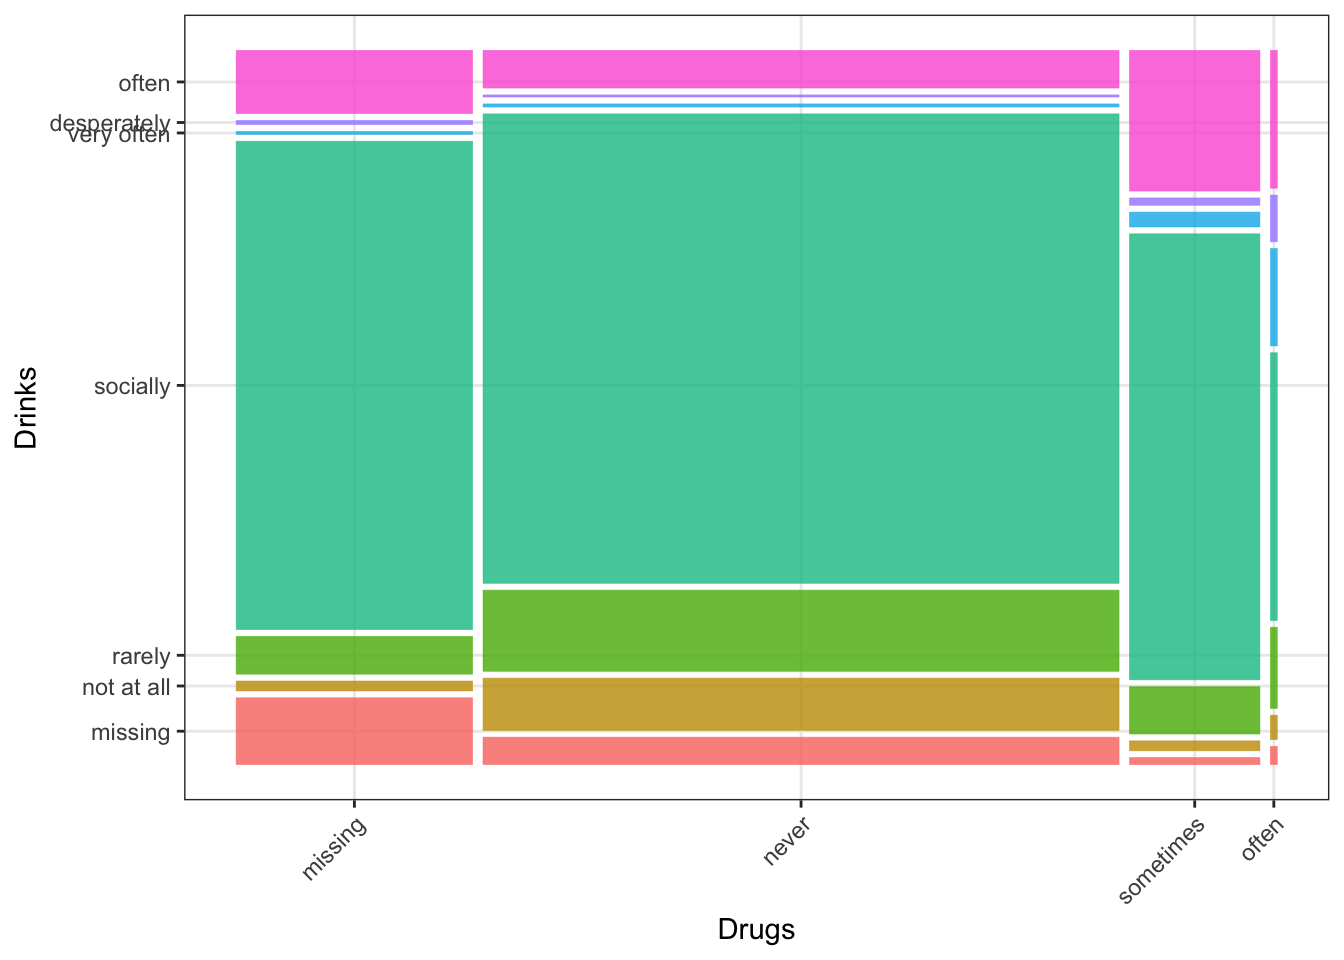 often
desperately
very often
socially
rarely
not at all
missing
Drinks
missing
never
sometimes
often
Drugs